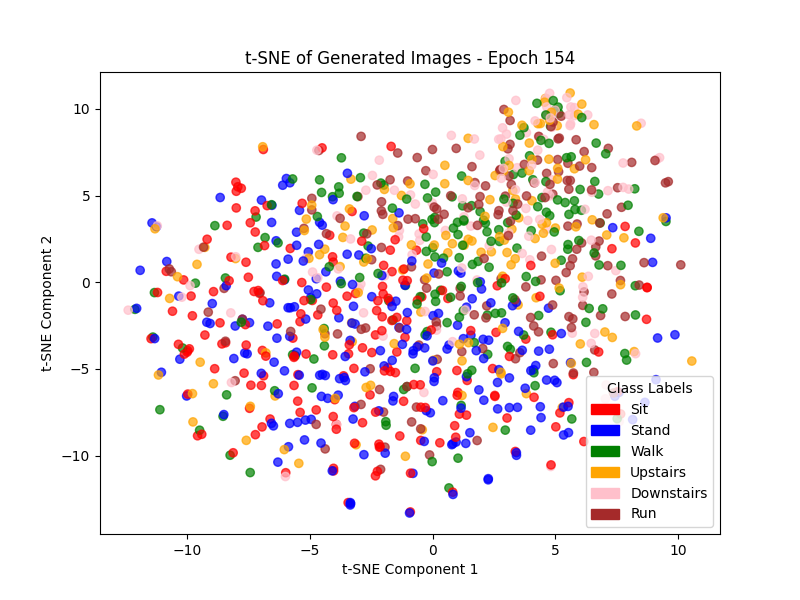 t-SNE of Generated Images - Epoch 154
t-SNE Component 2
10
5
0
−5
−10
Class Labels
Sit
Stand
Walk
Upstairs
Downstairs
Run
−10
−5
0
5
10
t-SNE Component 1